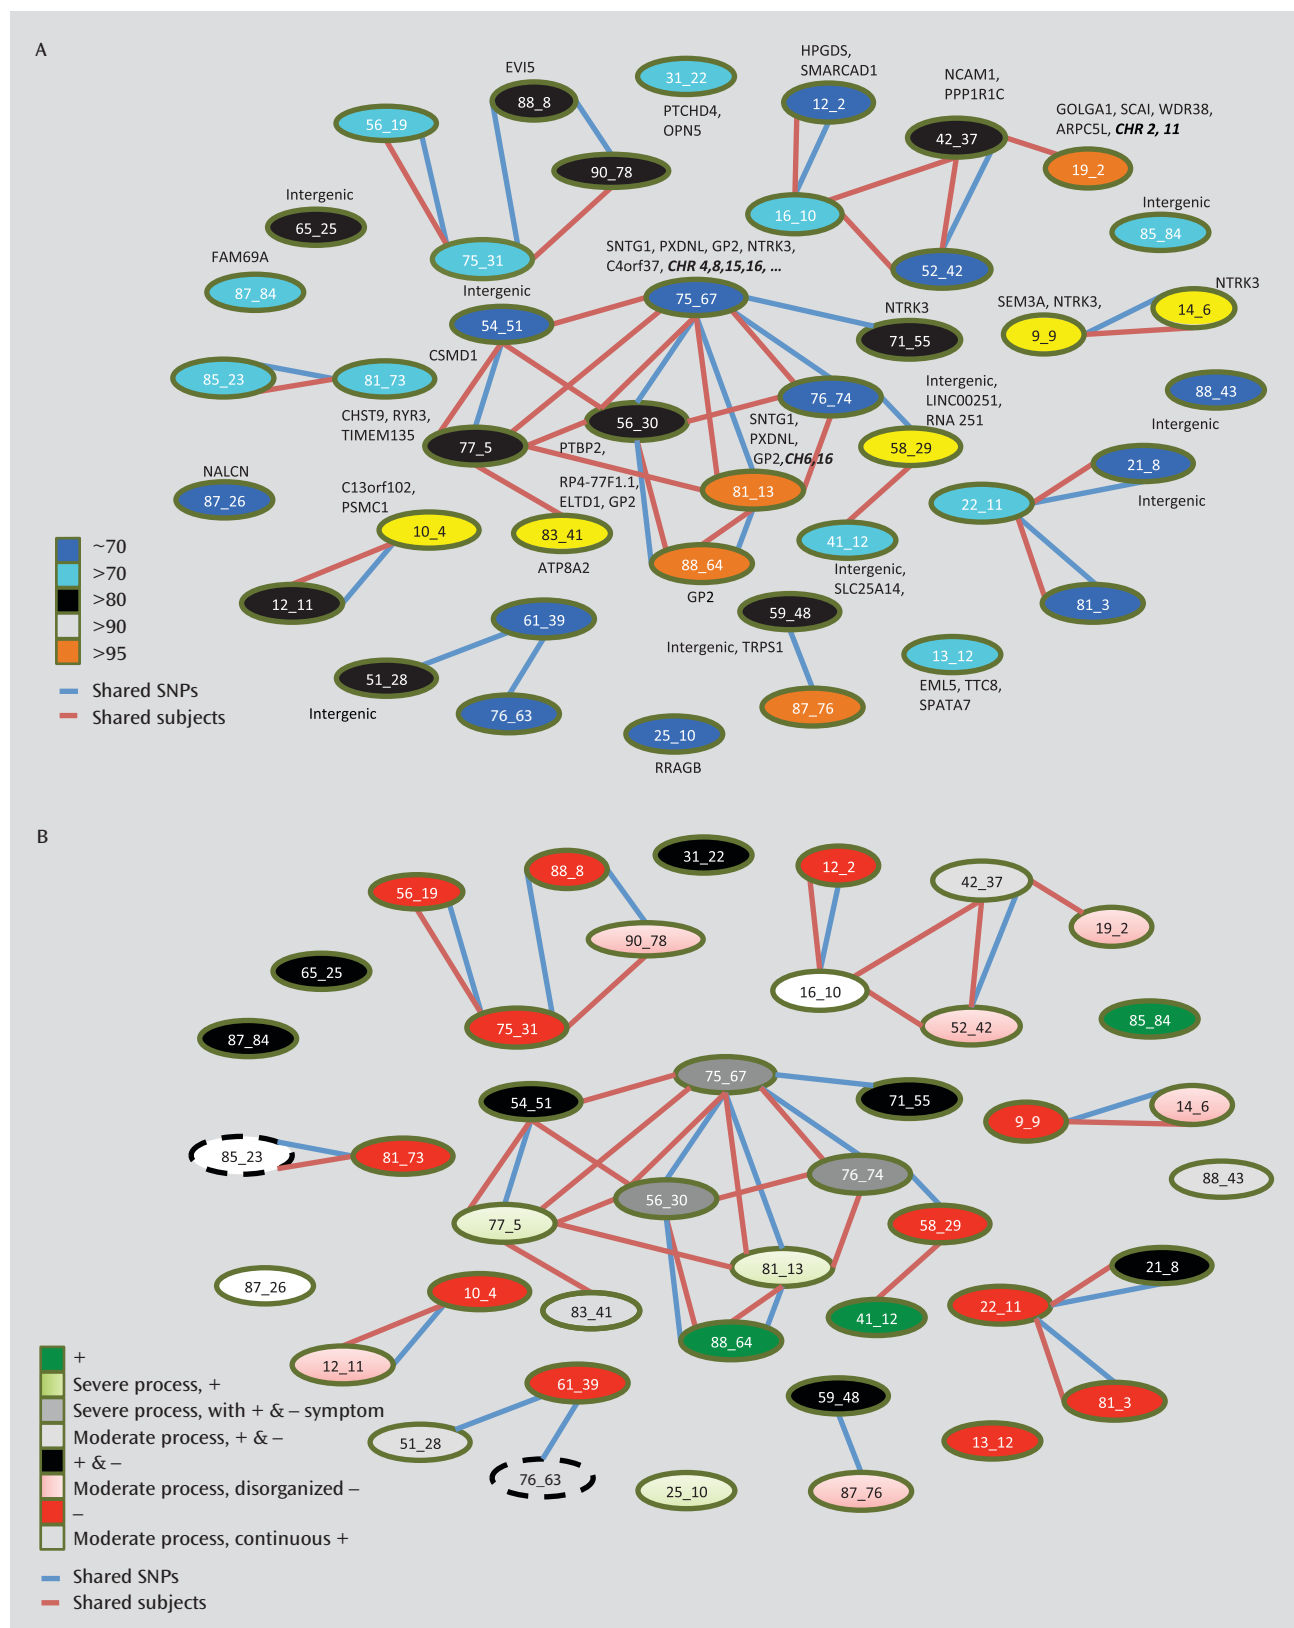 A
EVI5
88_8
31_22
PTCHD4,
OPN5
HPGDS,
SMARCAD1
12_2
NCAM1,
PPP1R1C
42_37
GOLGA1, SCAI, WDR38,
ARPC5L, CHR 2, 11
19_2
56_19
90_78
Intergenic
65_25
16_10
Intergenic
85_84
75_31
Intergenic
FAM69A
87_84
SNTG1, PXDNL, GP2, NTRK3,
C4orf37, CHR 4,8,15,16, ...
75_67
52_42
54_51
NTRK3
71_55
SEM3A, NTRK3,
9_9
NTRK3
14_6
CSMD1
85_23
81_73
CHST9, RYR3,
TIMEM135
76_74
Intergenic,
LINC00251,
RNA 251
58_29
88_43
Intergenic
56_30
SNTG1,
PXDNL,
GP2,CH6,16
77_5
PTBP2,
21_8
Intergenic
NALCN
87_26
C13orf102,
PSMC1
10_4
RP4-77F1.1,
ELTD1, GP2
81_13
22_11
83_41
ATP8A2
41_12
Intergenic,
SLC25A14,
88_64
GP2
12_11
81_3
61_39
59_48
Intergenic, TRPS1
51_28
Intergenic
76_63
13_12
EML5, TTC8,
SPATA7
87_76
25_10
RRAGB
~70
>70
>80
>90
>95
Shared SNPs
Shared subjects
B
31_22
88_8
12_2
42_37
56_19
90_78
19_2
65_25
16_10
75_31
52_42
85_84
87_84
75_67
54_51
71_55
14_6
9_9
85_23
81_73
76_74
88_43
56_30
77_5
58_29
81_13
21_8
87_26
10_4
22_11
83_41
41_12
88_64
12_11
61_39
59_48
81_3
51_28
13_12
76_63
25_10
87_76
+
Severe process, +
Severe process, with + & – symptom
Moderate process, + & –
+ & –
Moderate process, disorganized –
–
Moderate process, continuous +
Shared SNPs
Shared subjects